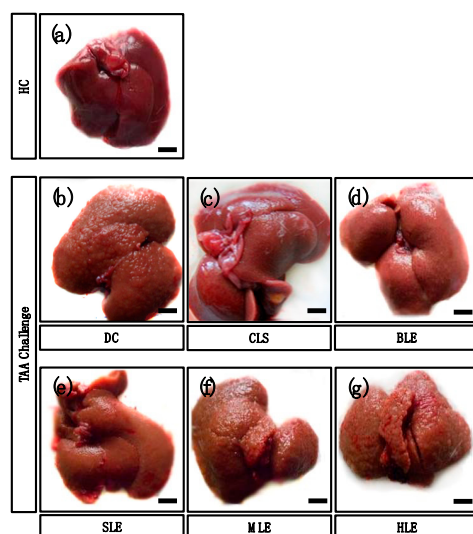 (a)
HC
(b)
(c)
(d)
DC
CLS
BLE
TAA Challenge
(e)
(f)
(g)
SLE
MLE
HLE